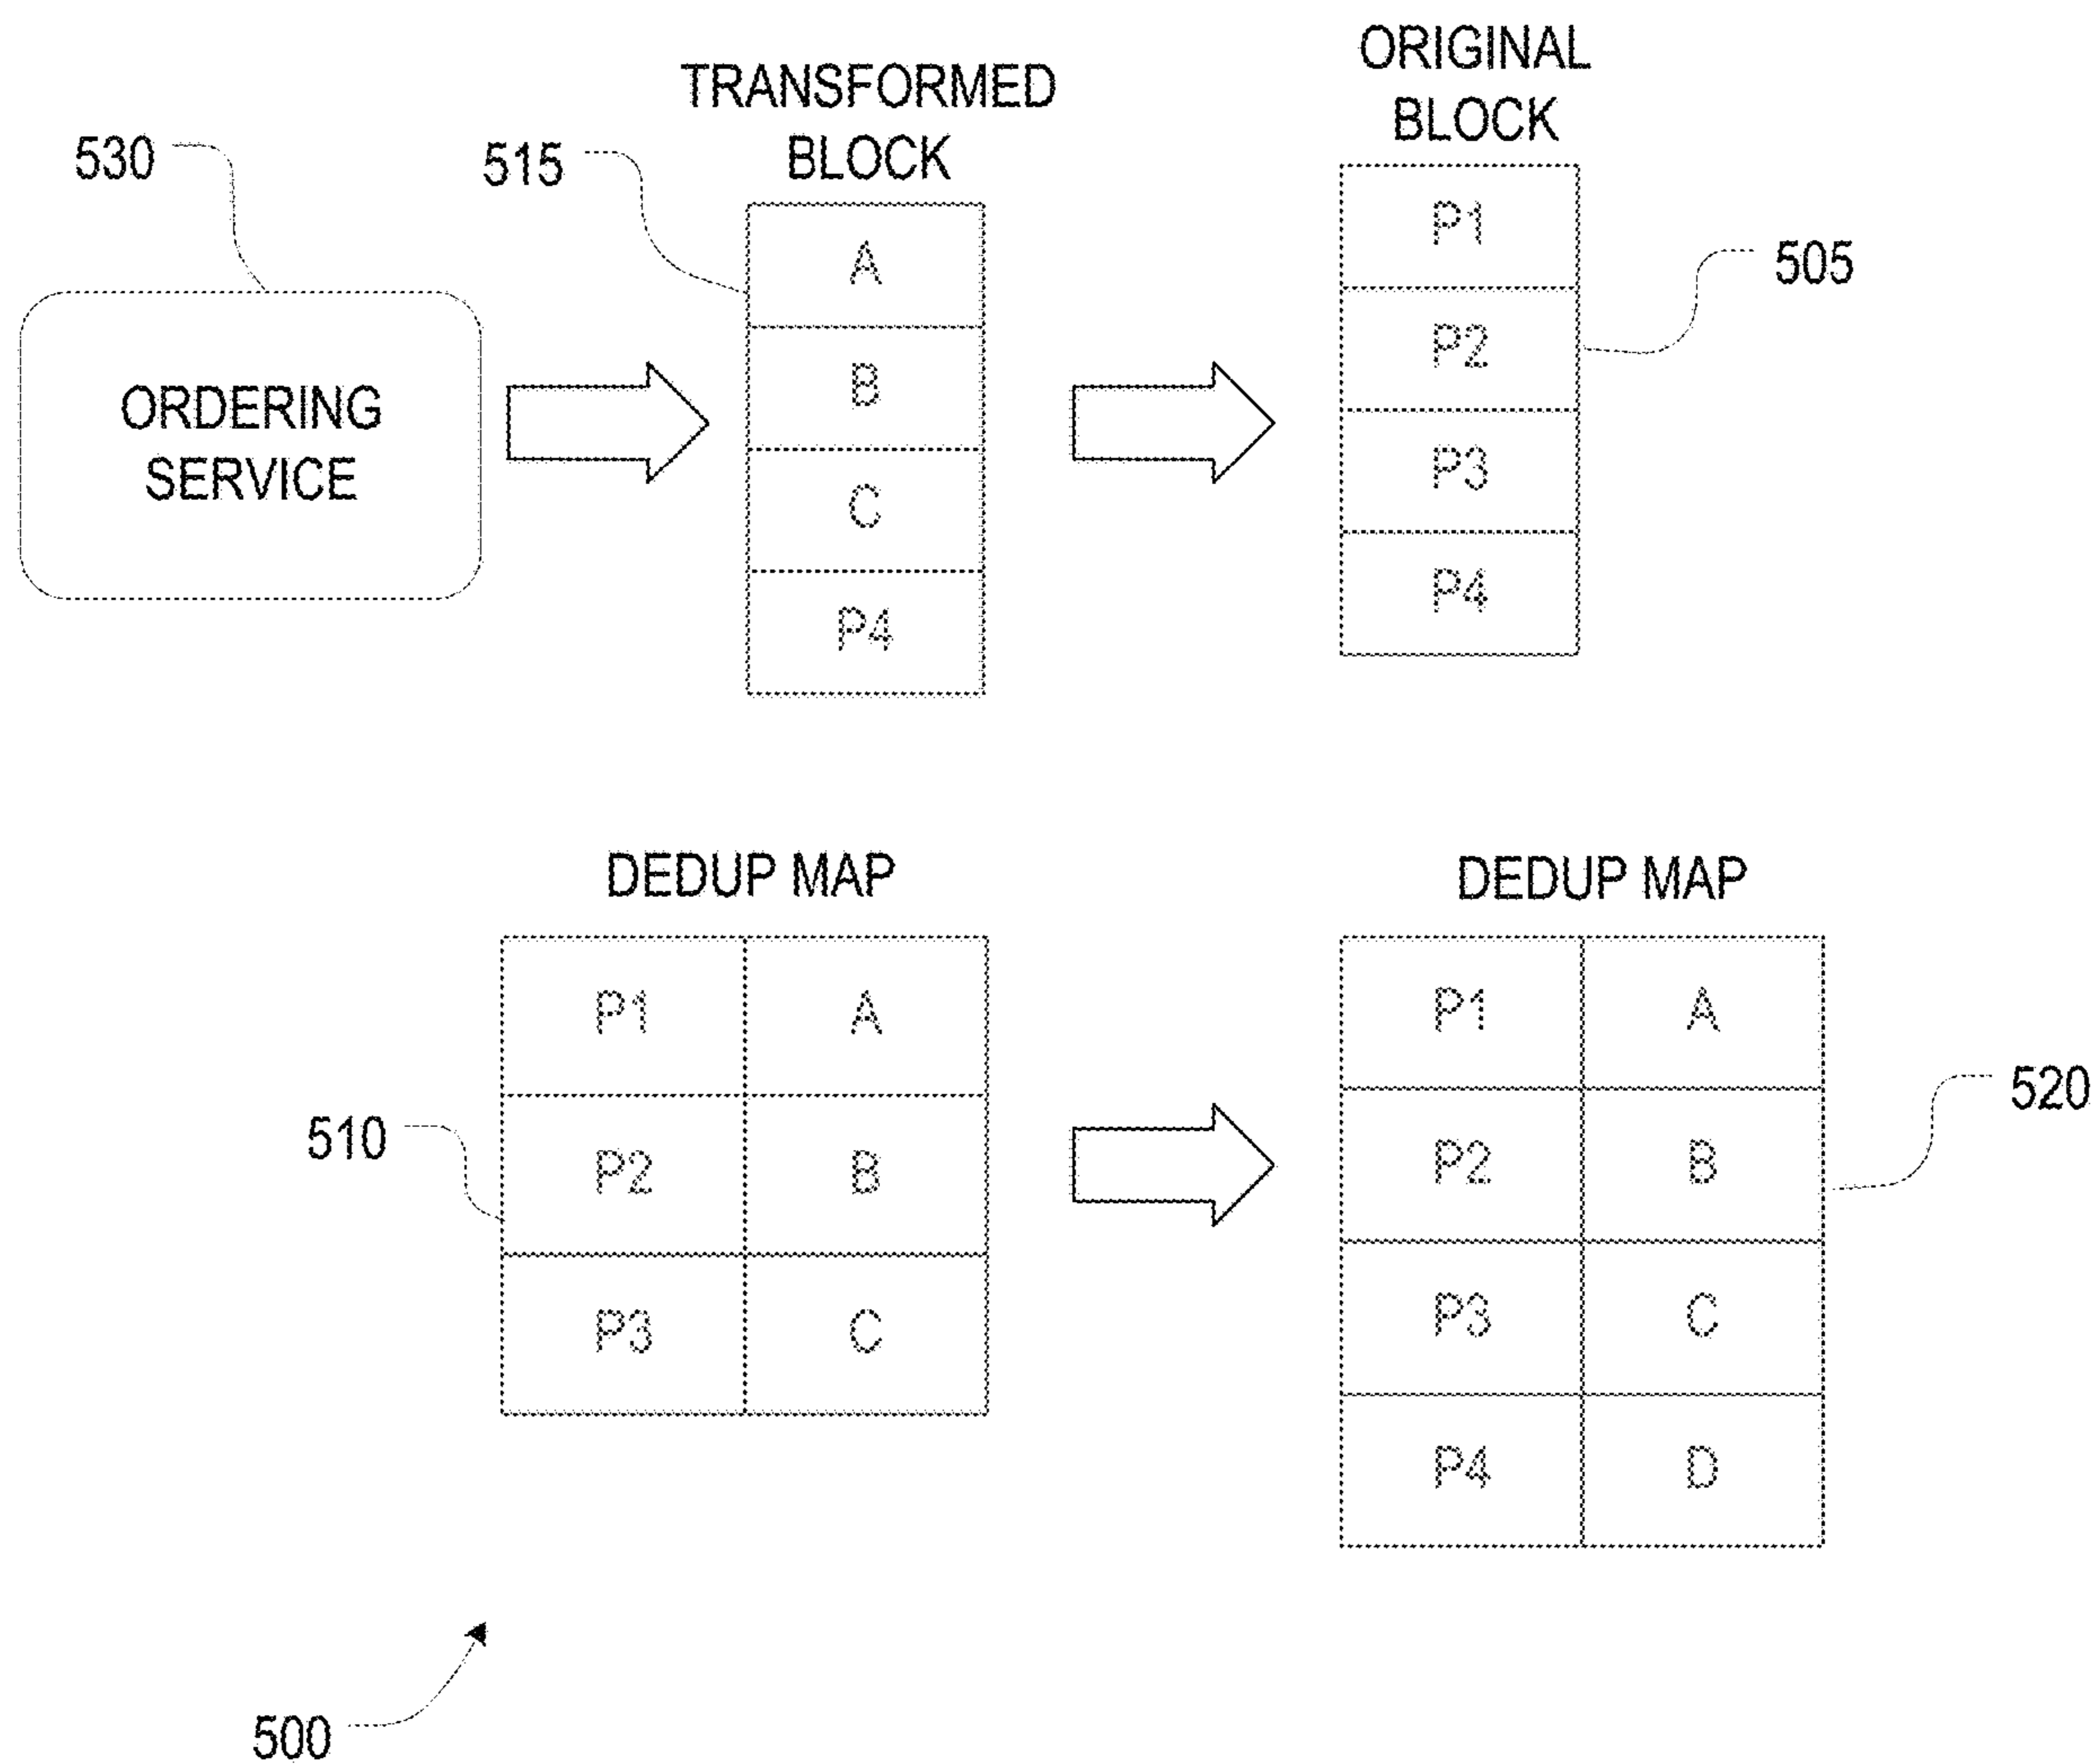 ORIGINAL
BLOCK
TRANSFORMED
BLOCK
530
515
505
ORDERING
SERVICE
A
B
C
P4
P1
P2
P3
P4
DEDUP MAP
P1 A
P2 B
P3 C
510
DEDUP MAP
P1 A
P2 B
P3 C
P4 D
520
500